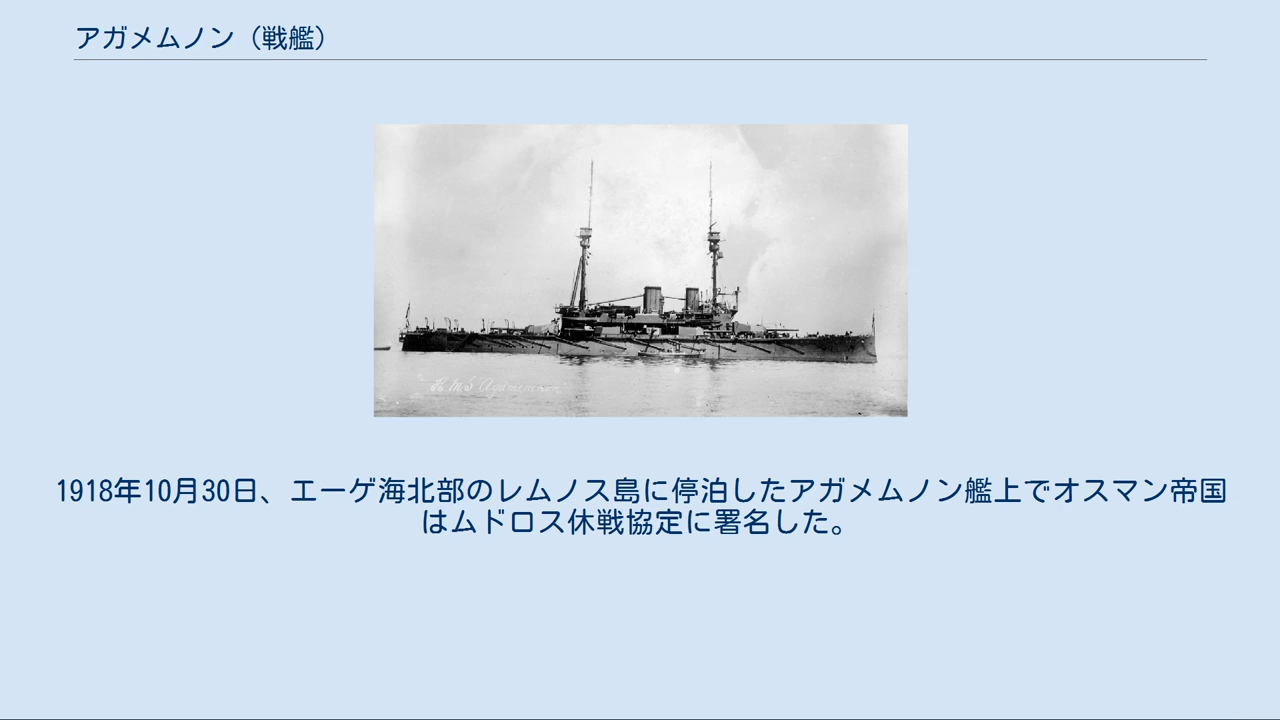 アガメムノン（戦艦）
H.M.S Agamemnon
1918年10月30日、エーゲ海北部のレムノス島に停泊したアガメムノン艦上でオスマン帝国
はムドロス休戦協定に署名した。